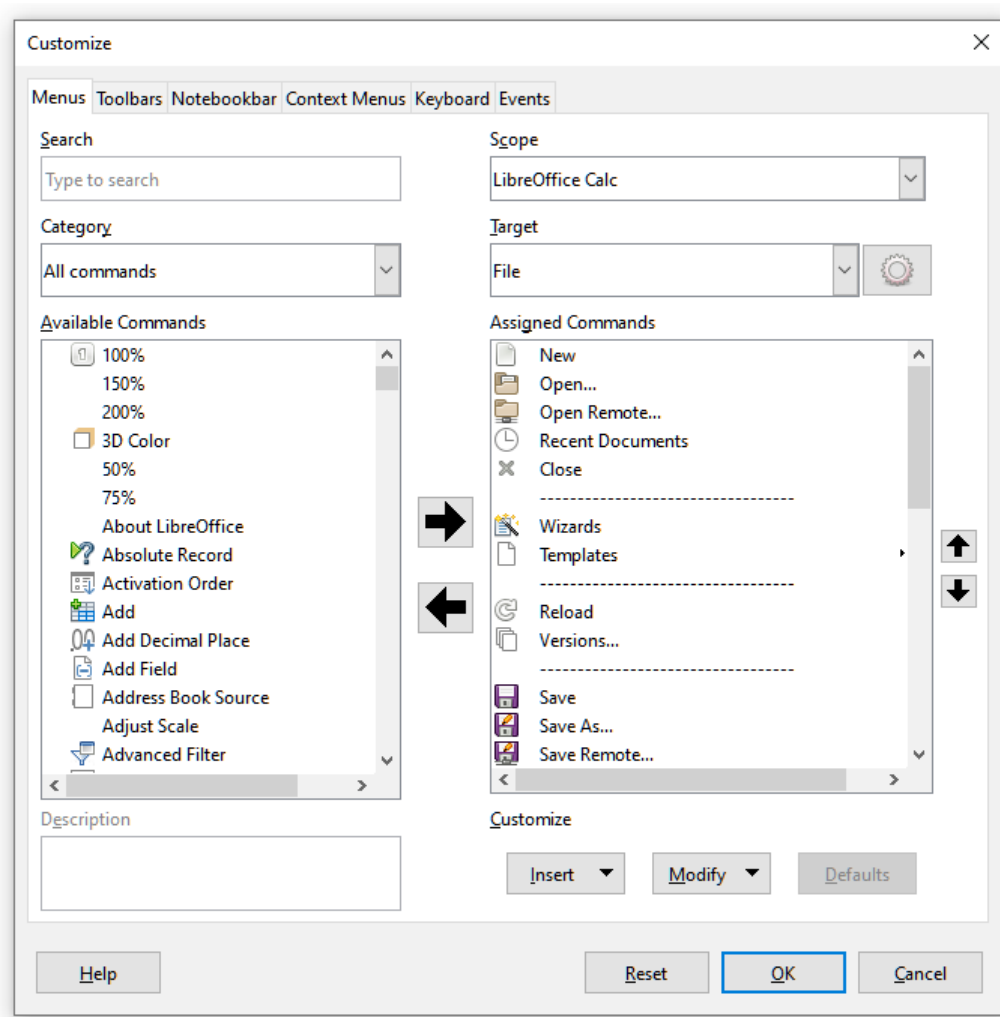 Customize
Menus Toolbars Notebookbar Context Menus Keyboard Events
Search
Type to search
Category
All commands
Available Commands
100%
150%
200%
3D Color
50%
75%
About LibreOffice
Absolute Record
Activation Order
Add
Add Decimal Place
Add Field
Address Book Source
Adjust Scale
Advanced Filter
Description
Scope
LibreOffice Calc
Target
File
Assigned Commands
New
Open...
Open Remote...
Recent Documents
Close
----------------------------------
Wizards
Templates
----------------------------------
Reload
Versions...
----------------------------------
Save
Save As...
Save Remote...
Customize
Insert Modify Defaults
Help Reset OK Cancel